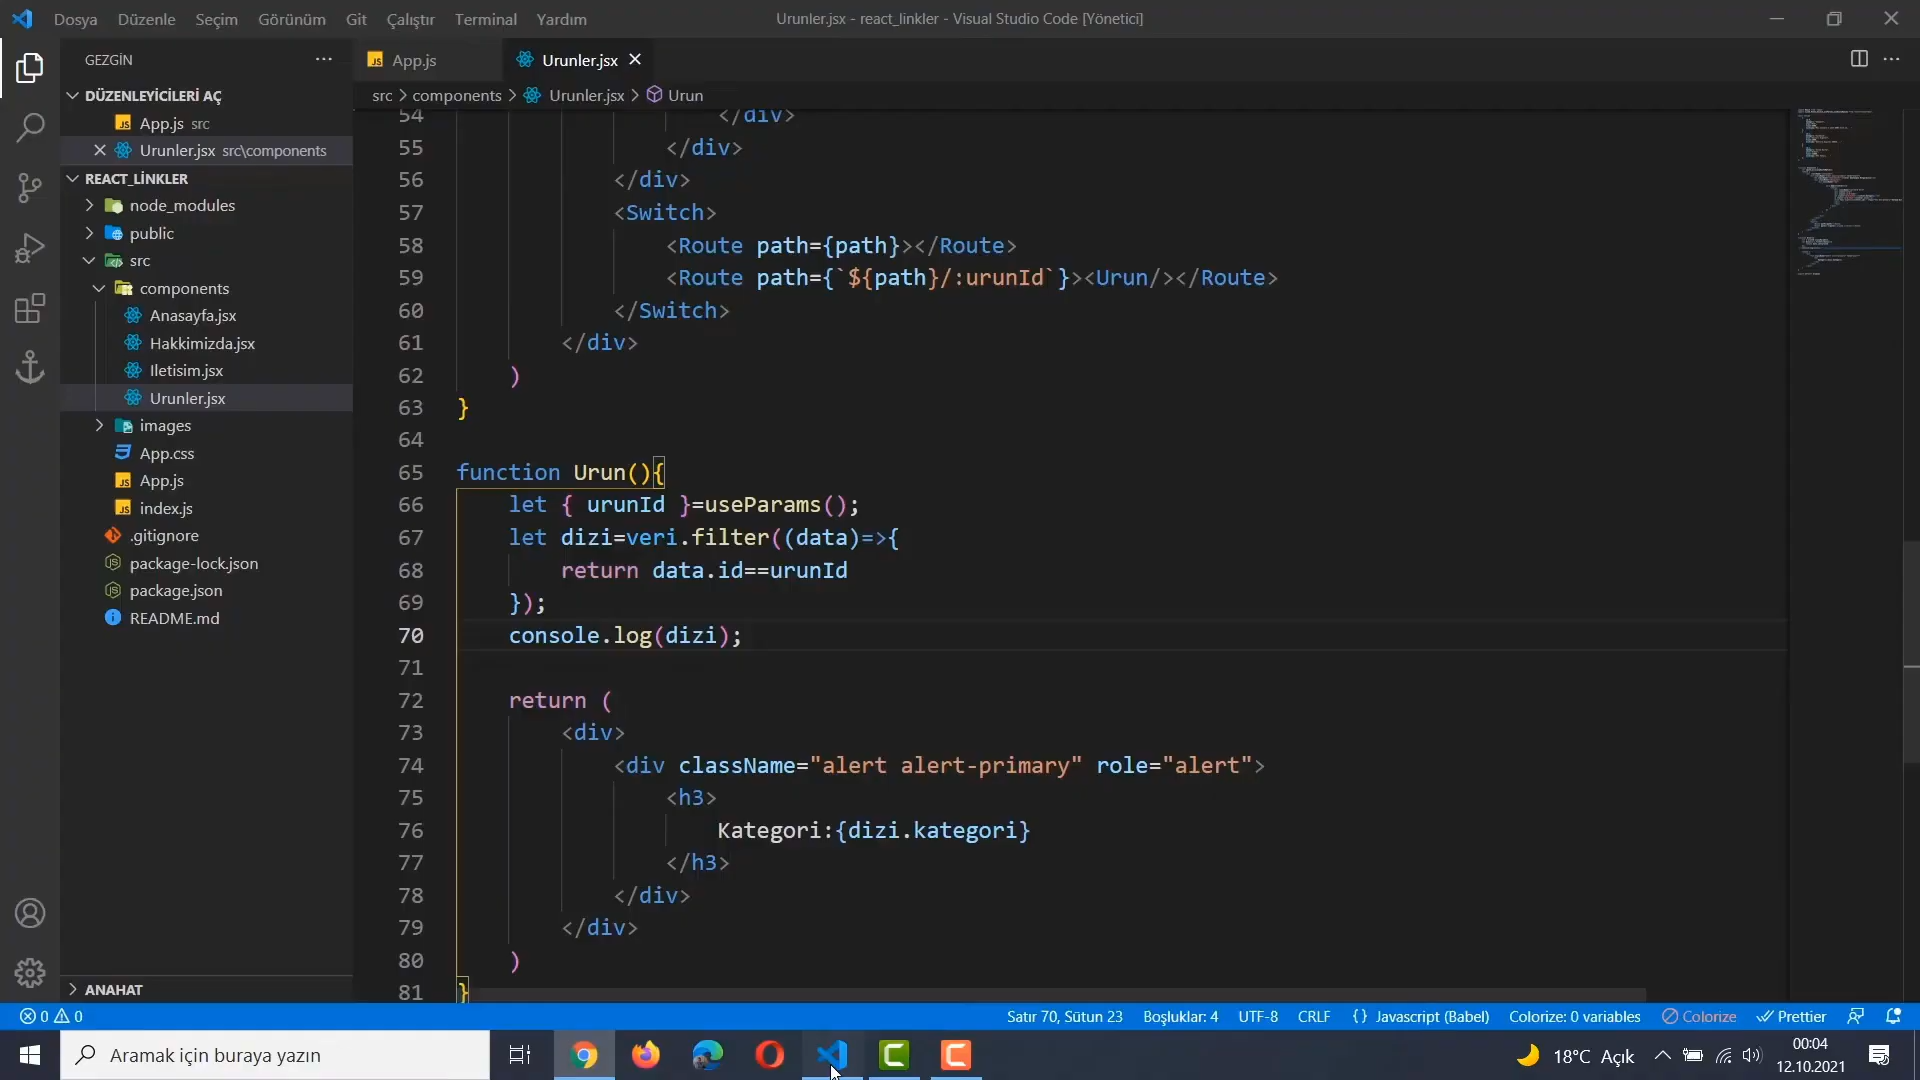 Dosya Düzenle Seçim Görünüm Git Çalıştır Terminal Yardım
Urunler.jsx - react_linkler - Visual Studio Code [Yönetici]
GEZGİN
DÜZENLEYİCİLERİ AÇ
App.js src
Urunler.jsx src\components
REACT_LİNKLER
node_modules
public
src
components
Anasayfa.jsx
Hakkimizda.jsx
Iletisim.jsx
Urunler.jsx
images
App.css
App.js
index.js
.gitignore
package-lock.json
package.json
README.md
ANAHAT
App.js
Urunler.jsx
src > components > Urunler.jsx > Urun
54 </div>
55 </div>
56 </div>
57 <Switch>
58 <Route path={path}></Route>
59 <Route path={`${path}/:urunId`}><Urun/></Route>
60 </Switch>
61 </div>
62 )
63 }
64
65 function Urun(){
66 let { urunId }=useParams();
67 let dizi=veri.filter((data)=>{
68 return data.id==urunId
69 });
70 console.log(dizi);
71
72 return (
73 <div>
74 <div className="alert alert-primary" role="alert">
75 <h3>
76 Kategori:{dizi.kategori}
77 </h3>
78 </div>
79 </div>
80 )
81 }
0 0
Satır 70, Sütun 23 Boşluklar: 4 UTF-8 CRLF {} Javascript (Babel) Colorize: 0 variables Colorize Prettier
Aramak için buraya yazın
18°C Açık
00:04
12.10.2021